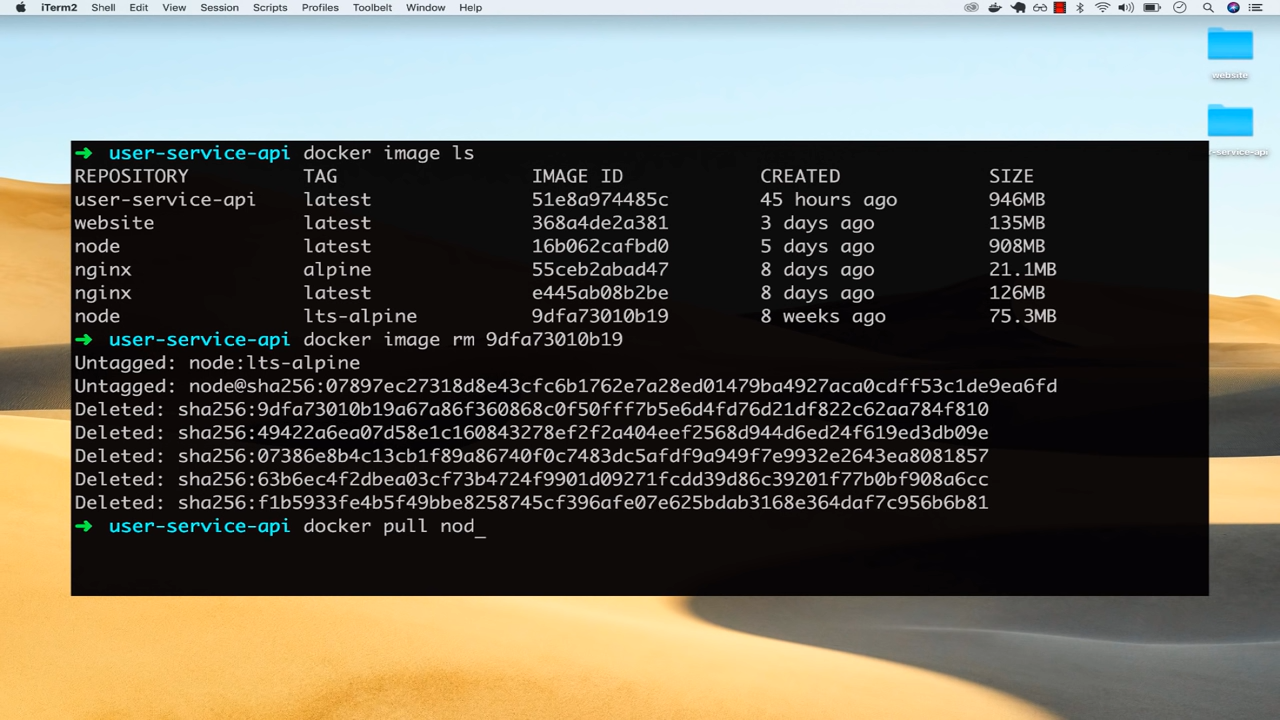 iTerm2 Shell Edit View Session Scripts Profiles Toolbelt Window Help
website
-service-api
➜ user-service-api docker image ls
REPOSITORY TAG IMAGE ID CREATED SIZE
user-service-api latest 51e8a974485c 45 hours ago 946MB
website latest 368a4de2a381 3 days ago 135MB
node latest 16b062cafbd0 5 days ago 908MB
nginx alpine 55ceb2abad47 8 days ago 21.1MB
nginx latest e445ab08b2be 8 days ago 126MB
node lts-alpine 9dfa73010b19 8 weeks ago 75.3MB
➜ user-service-api docker image rm 9dfa73010b19
Untagged: node:lts-alpine
Untagged: node@sha256:07897ec27318d8e43cfc6b1762e7a28ed01479ba4927aca0cdff53c1de9ea6fd
Deleted: sha256:9dfa73010b19a67a86f360868c0f50fff7b5e6d4fd76d21df822c62aa784f810
Deleted: sha256:49422a6ea07d58e1c160843278ef2f2a404eef2568d944d6ed24f619ed3db09e
Deleted: sha256:07386e8b4c13cb1f89a86740f0c7483dc5afdf9a949f7e9932e2643ea8081857
Deleted: sha256:63b6ec4f2dbea03cf73b4724f9901d09271fcdd39d86c39201f77b0bf908a6cc
Deleted: sha256:f1b5933fe4b5f49bbe8258745cf396afe07e625bdab3168e364daf7c956b6b81
➜ user-service-api docker pull nod_